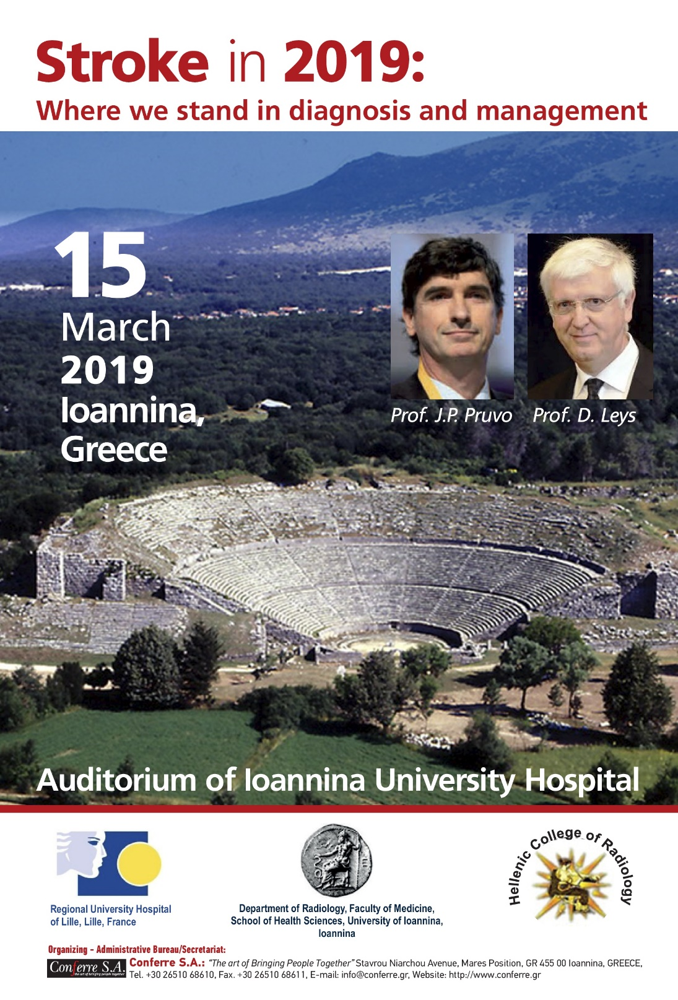 Stroke in 2019:
Where we stand in diagnosis and management
15
March
2019
Ioannina,
Greece
Prof. J.P. Pruvo
Prof. D. Leys
Auditorium of Ioannina University Hospital
Regional University Hospital
of Lille, Lille, France
Department of Radiology, Faculty of Medicine,
School of Health Sciences, University of Ioannina,
Ioannina
Hellenic College of Radiology
Organizing - Administrative Bureau/Secretariat:
Conferre S.A.
the art of bringing people together
Conferre S.A.: “The art of Bringing People Together” Stavrou Niarchou Avenue, Mares Position, GR 455 00 Ioannina, GREECE,
Tel. +30 26510 68610, Fax. +30 26510 68611, E-mail: info@conferre.gr, Website: http://www.conferre.gr